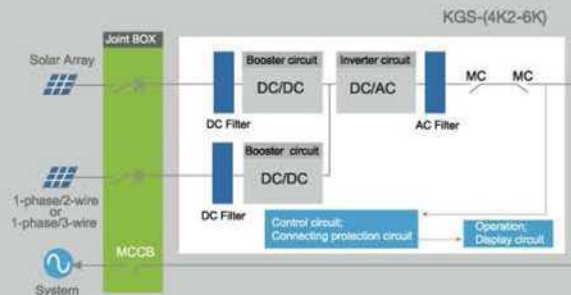 KGS-(4K2-6K)
Joint BOX
Solar Array
Booster circuit
DC/DC
Inverter circuit
DC/AC
MC
MC
DC Filter
AC Filter
Booster circuit
DC/DC
1-phase/2-wire
or
1-phase/3-wire
DC Filter
Control circuit;
Connecting protection circuit
Operation;
Display circuit
MCCB
System